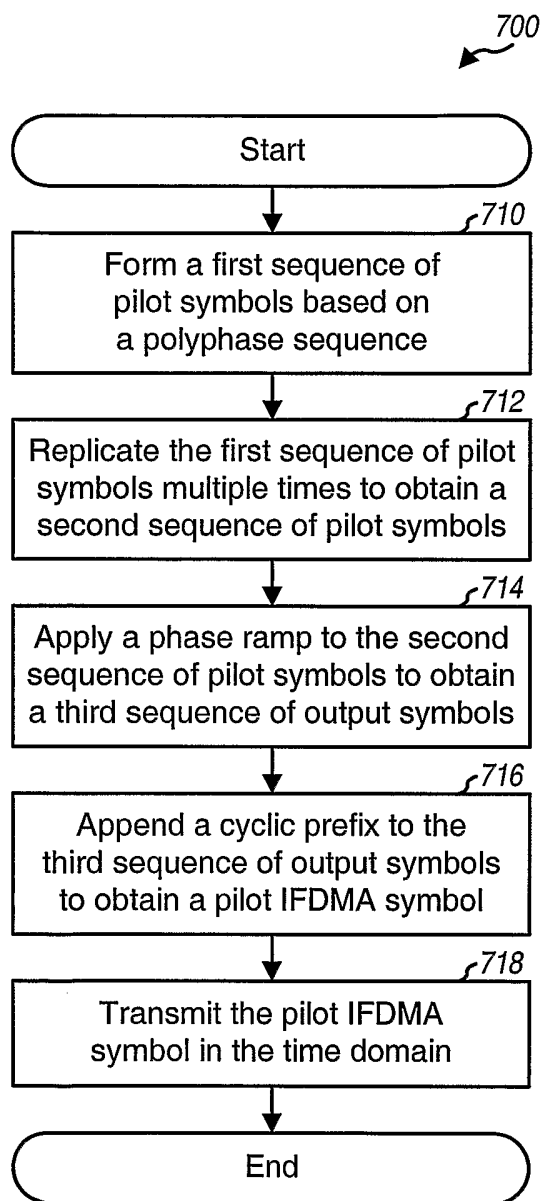 700
Start
710
Form a first sequence of
pilot symbols based on
a polyphase sequence
712
Replicate the first sequence of pilot
symbols multiple times to obtain a
second sequence of pilot symbols
714
Apply a phase ramp to the second
sequence of pilot symbols to obtain
a third sequence of output symbols
716
Append a cyclic prefix to the
third sequence of output symbols
to obtain a pilot IFDMA symbol
718
Transmit the pilot IFDMA
symbol in the time domain
End